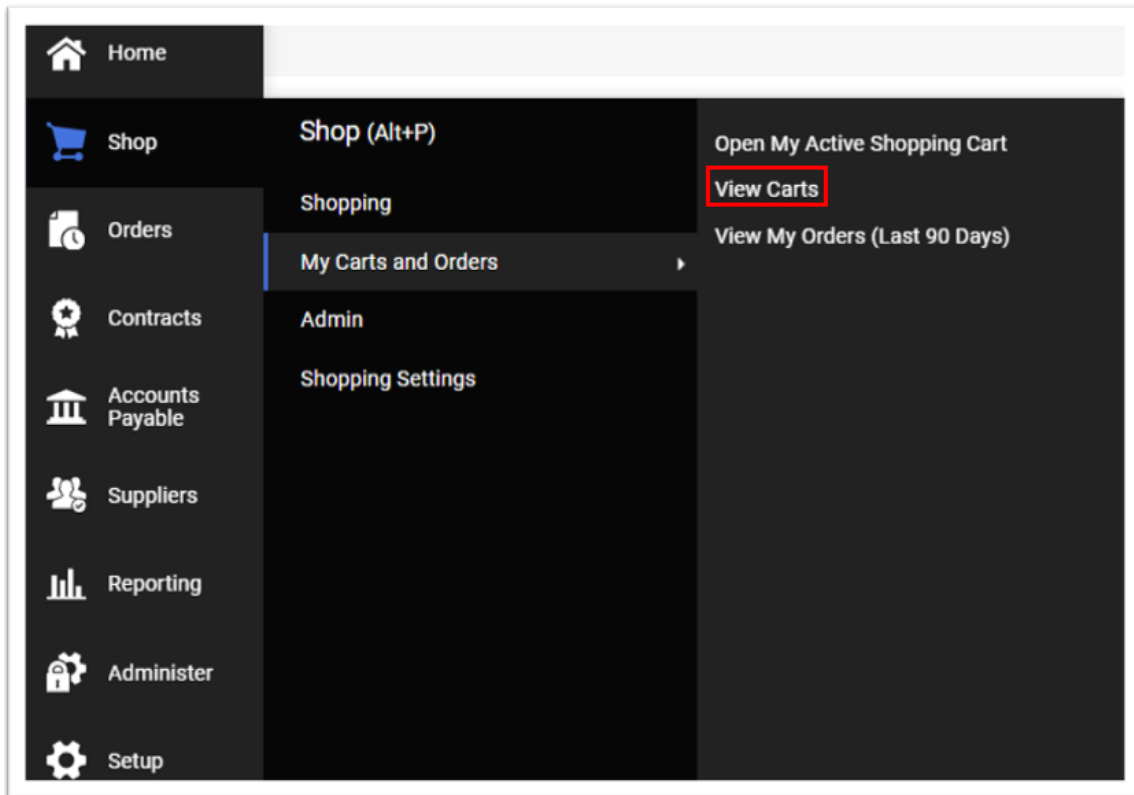 Home
Shop
Orders
Contracts
Accounts
Payable
Suppliers
Reporting
Administer
Setup
Shop (Alt+P)
Shopping
My Carts and Orders
Admin
Shopping Settings
Open My Active Shopping Cart
View Carts
View My Orders (Last 90 Days)